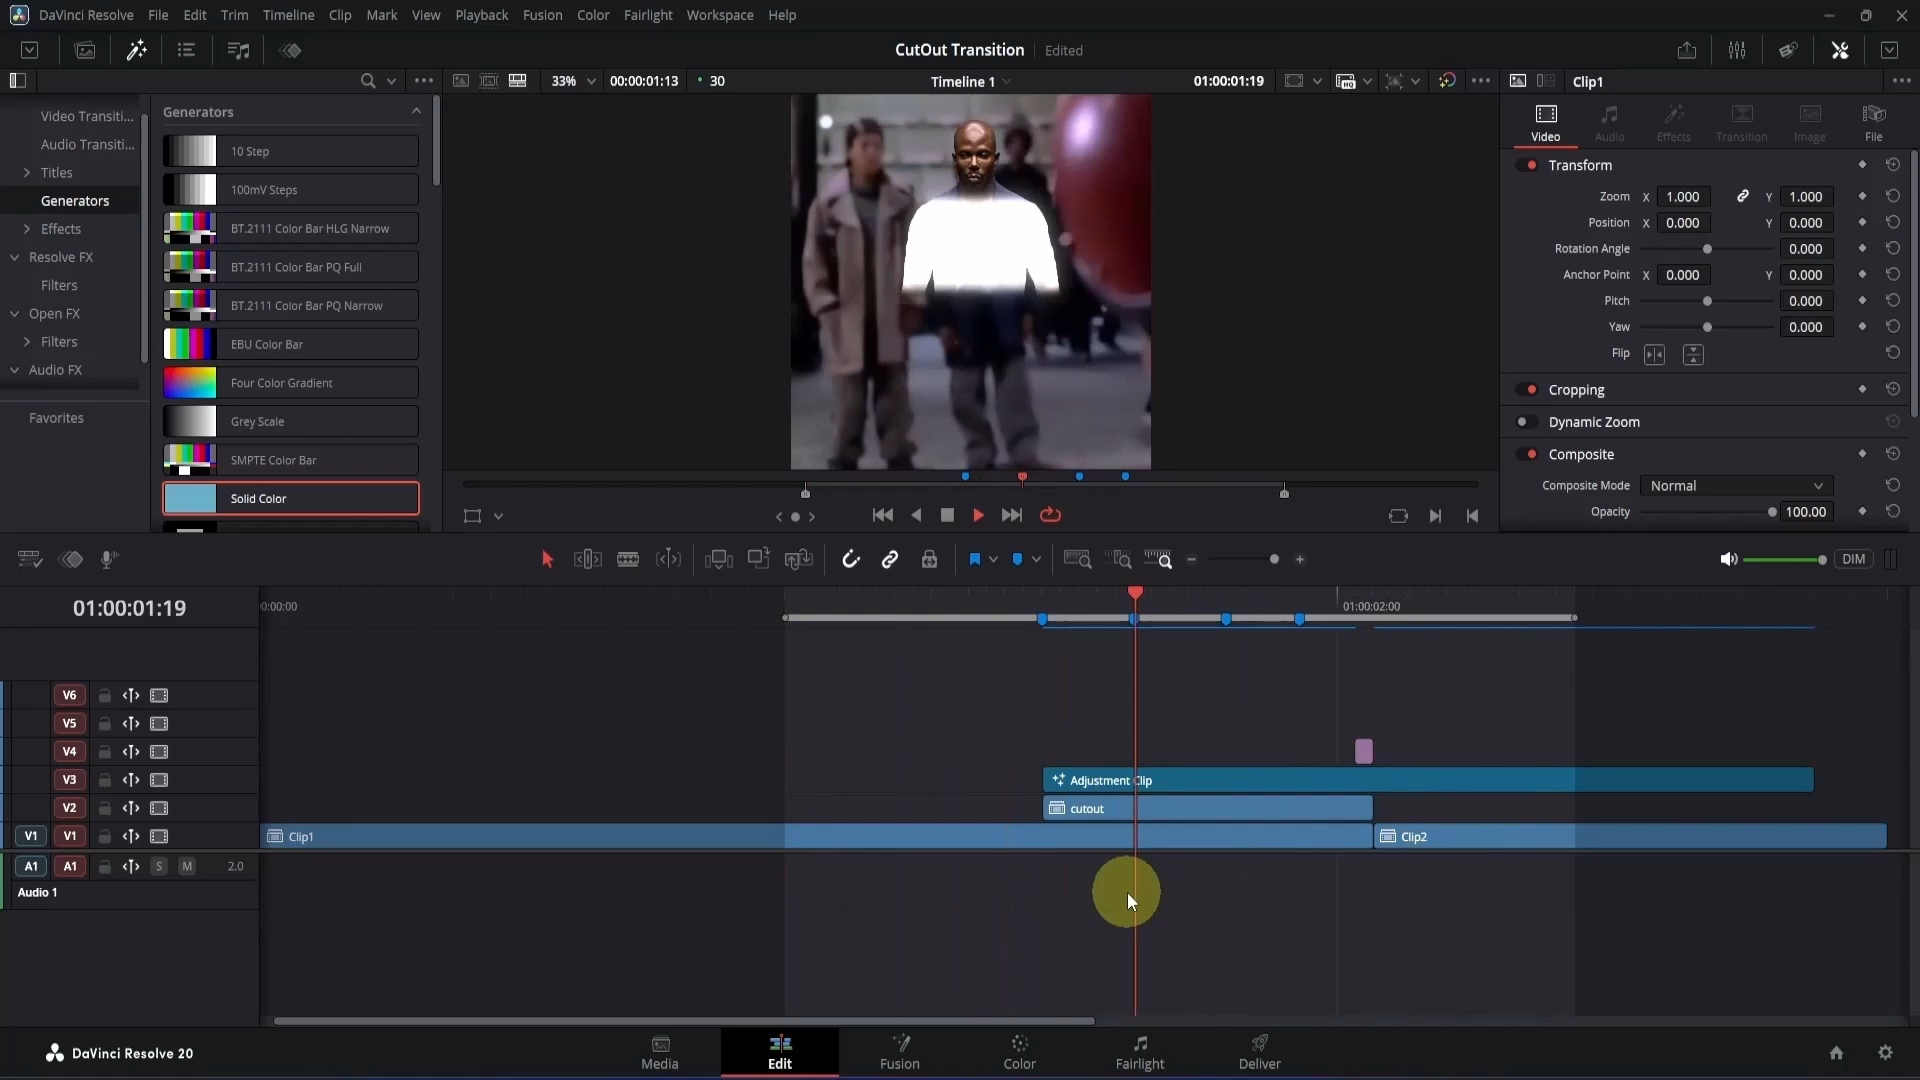 DaVinci Resolve File Edit Trim Timeline Clip Mark View Playback Fusion Color Fairlight Workspace Help
CutOut Transition Edited
33% 00:00:01:13 30 Timeline 1 01:00:01:19 Clip1
Video Transiti...
Audio Transiti...
Titles
Generators
Effects
Resolve FX
Filters
Open FX
Filters
Audio FX
Favorites
Generators
10 Step
100mV Steps
BT.2111 Color Bar HLG Narrow
BT.2111 Color Bar PQ Full
BT.2111 Color Bar PQ Narrow
EBU Color Bar
Four Color Gradient
Grey Scale
SMPTE Color Bar
Solid Color
Video Audio Effects Transition Image File
Transform
Zoom X 1.000 Y 1.000
Position X 0.000 Y 0.000
Rotation Angle 0.000
Anchor Point X 0.000 Y 0.000
Pitch 0.000
Yaw 0.000
Flip
Cropping
Dynamic Zoom
Composite
Composite Mode Normal
Opacity 100.00
DIM
01:00:01:19
0:00:00 01:00:02:00
V6
V5
V4
V3 Adjustment Clip
V2 cutout
V1 V1 Clip1 Clip2
A1 A1 S M 2.0
Audio 1
DaVinci Resolve 20
Media Edit Fusion Color Fairlight Deliver